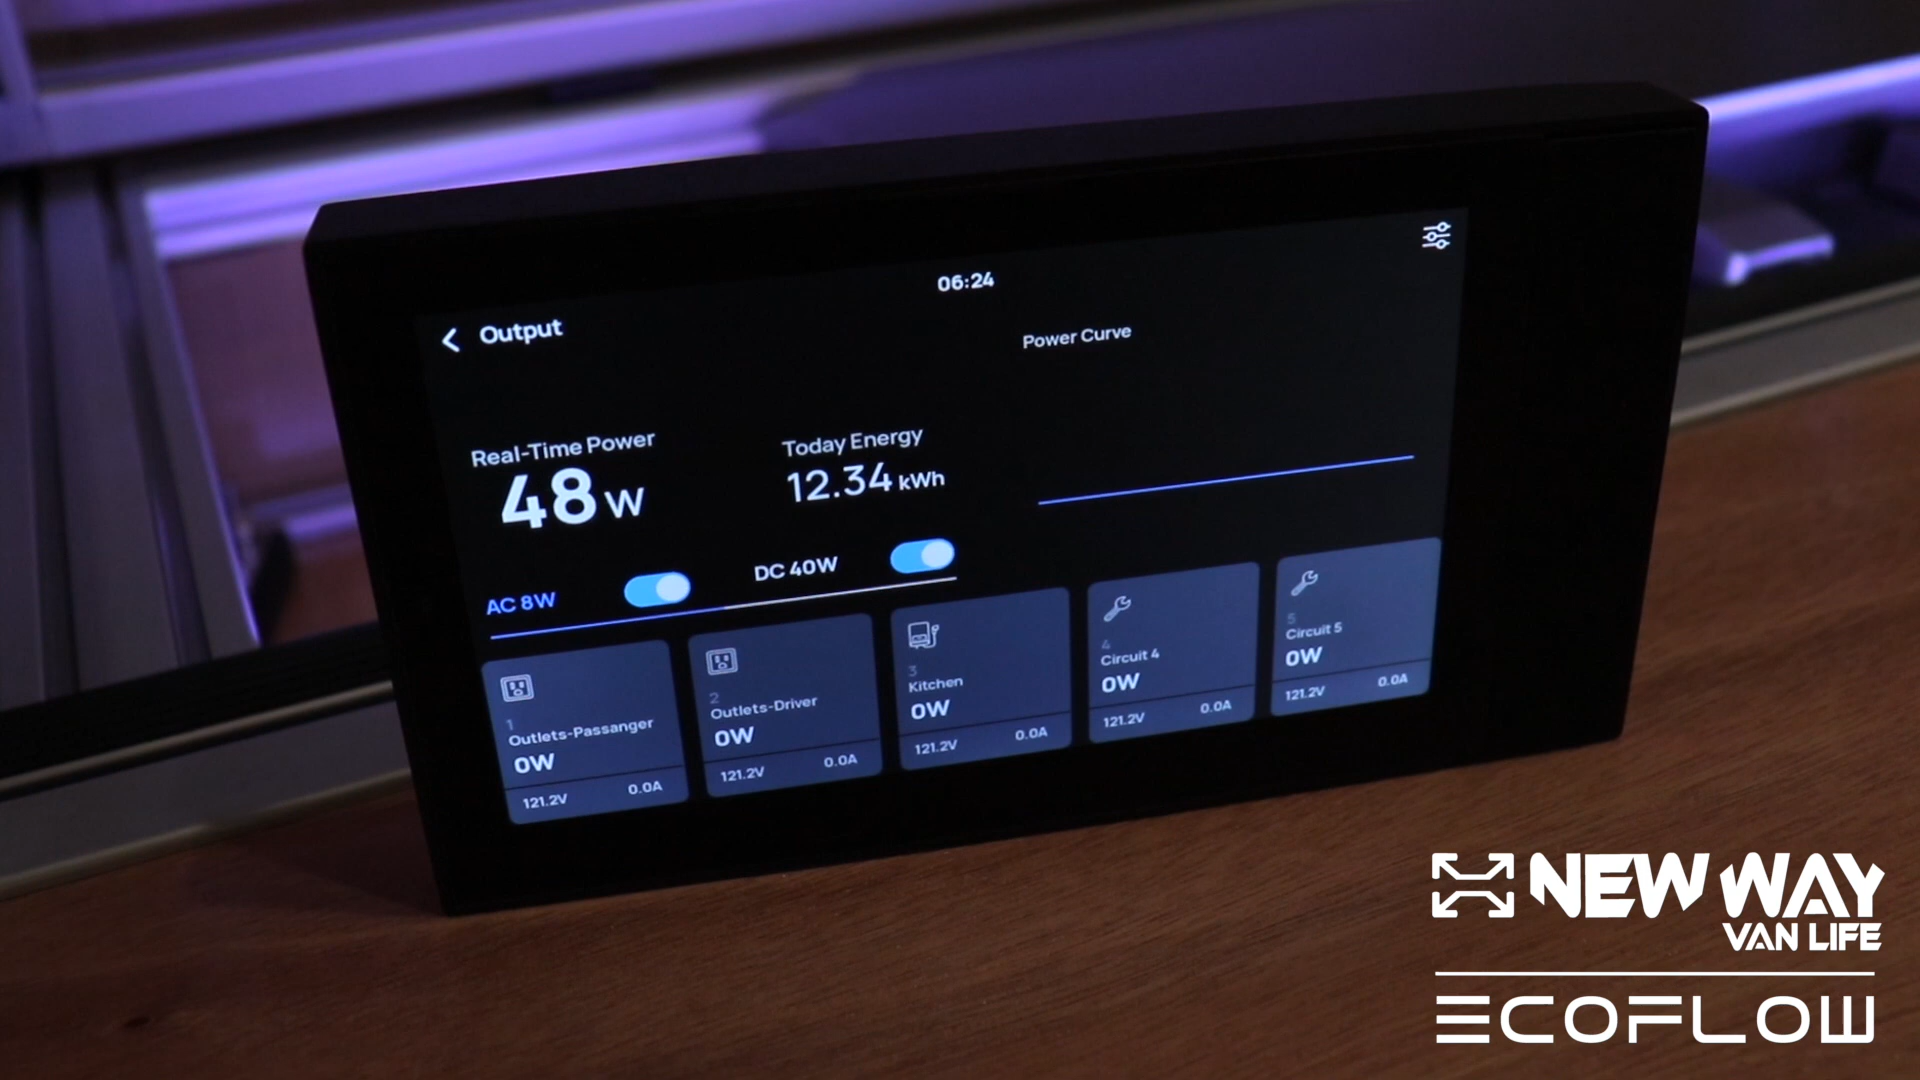 06:24
Output
Power Curve
Real-Time Power
48 W
Today Energy
12.34 kWh
AC 8W
DC 40W
1
Outlets-Passanger
0W
121.2V 0.0A
2
Outlets-Driver
0W
121.2V 0.0A
3
Kitchen
0W
121.2V 0.0A
4
Circuit 4
0W
121.2V 0.0A
5
Circuit 5
0W
121.2V 0.0A
NEW WAY
VAN LIFE
ECOFLOW